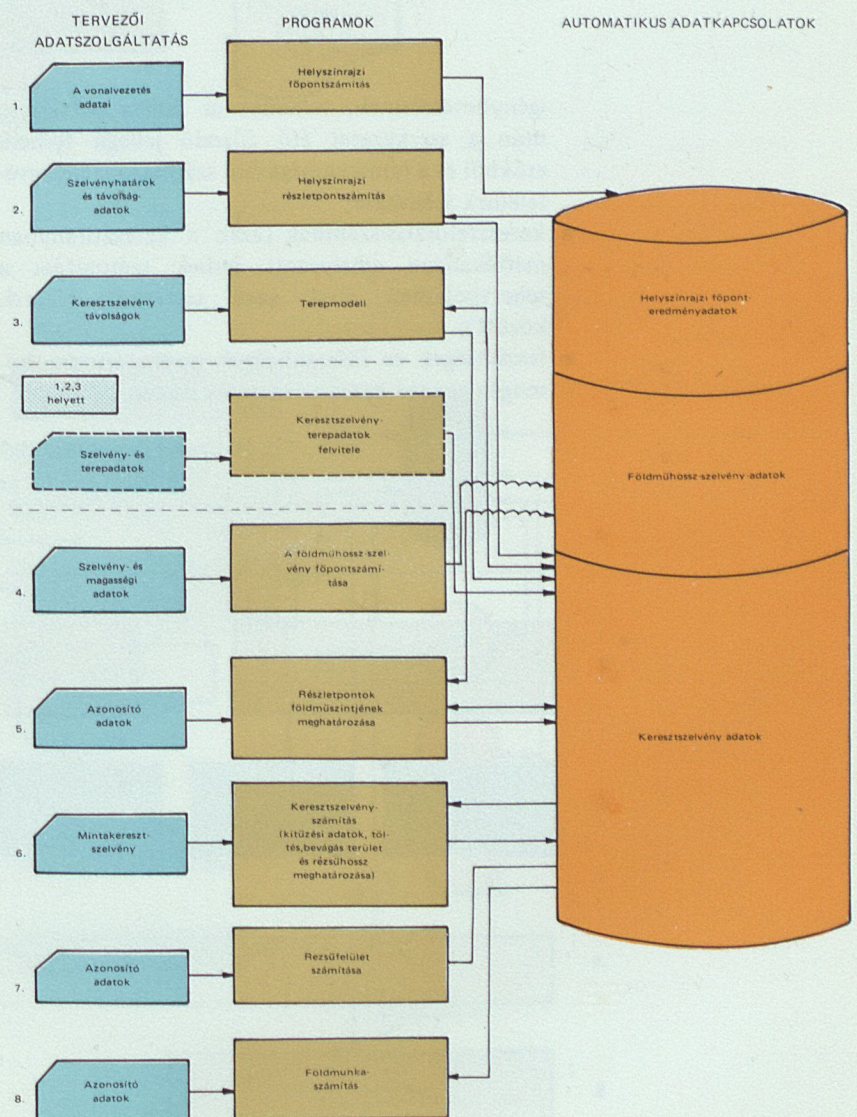 TERVEZŐI
ADATSZOLGÁLTATÁS
PROGRAMOK
AUTOMATIKUS ADATKAPCSOLATOK
1.
A vonalvezetés
adatai
Helyszínrajzi
főpontszámítás
2.
Szelvényhatárok
és távolság-
adatok
Helyszínrajzi
részletpontszámítás
3.
Keresztszelvény
távolságok
Terepmodell
1,2,3
helyett
Szelvény- és
terepadatok
Keresztszelvény-
terepadatok
felvitele
4.
Szelvény- és
magasségi
adatok
A földműhossz-szel-
vény főpontszámí-
tása
5.
Azonosító
adatok
Részletpontok
földműszintjének
meghatározása
6.
Mintakereszt-
szelvény
Keresztszelvény-
számítás
(kitűzési adatok, töl-
tés,bevágás terület
és rézsűhossz
meghatározása)
7.
Azonosító
adatok
Rezsűfelület
számítása
8.
Azonosító
adatok
Földmunka-
számítás
Helyszínrajzi főpont-
eredményadatok
Földműhossz-szelvény-adatok
Keresztszelvény adatok